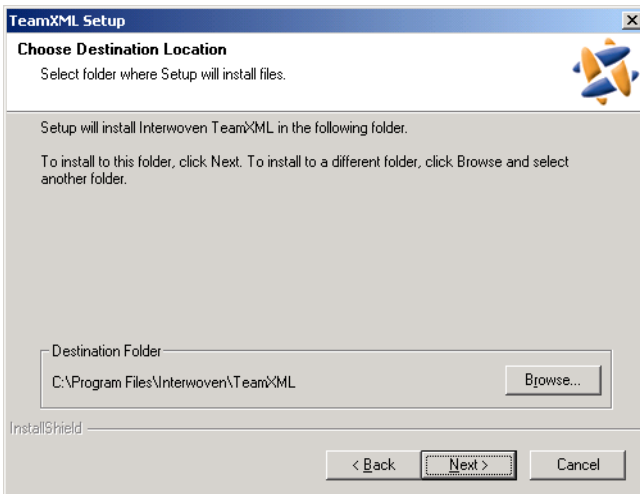 TeamXML Setup
Choose Destination Location
Select folder where Setup will install files.
Setup will install Interwoven TeamXML in the following folder.
To install to this folder, click Next. To install to a different folder, click Browse and select
another folder.
Destination Folder
C:\Program Files\Interwoven\TeamXML
Browse...
InstallShield
< Back
Next >
Cancel